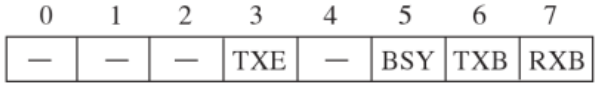 0 1 2 3 4 5 6 7
— — — TXE — BSY TXB RXB